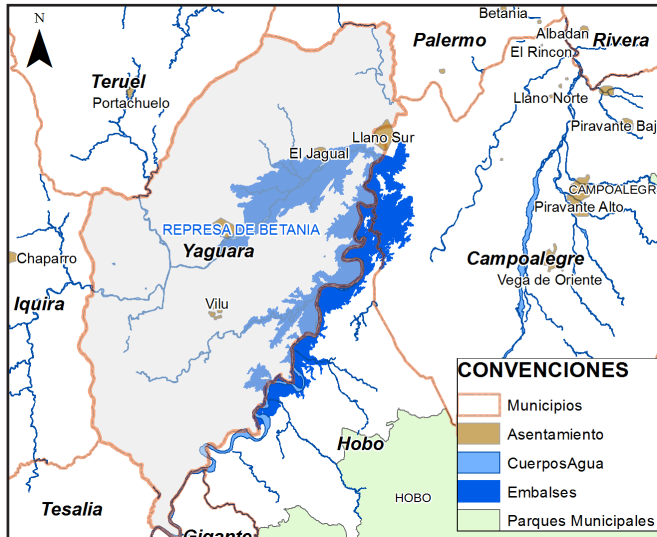 N
Betania
Palermo
Albadan
Rivera
El Rincon
Teruel
Portachuelo
Llano Norte
Llano Sur
Piravante Baj
El Jagual
CAMPOALEGR
Piravante Alto
REPRESA DE BETANIA
Yaguara
Chaparro
Campoalegre
Vega de Oriente
Iquira
Vilu
CONVENCIONES
Municipios
Asentamiento
CuerposAgua
Embalses
Parques Municipales
Hobo
HOBO
Tesalia
Gigante